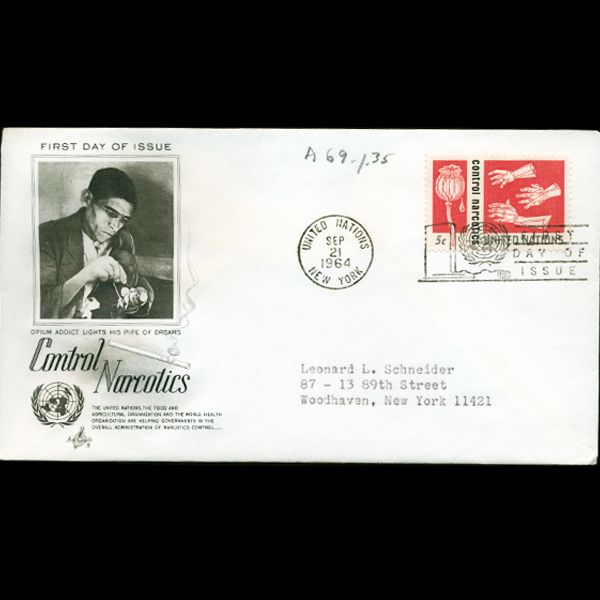 FIRST DAY OF ISSUE
A 69-1.35
control narcotics
5c UNITED NATIONS
UNITED NATIONS
SEP
21
1964
NEW YORK
FIRST DAY OF ISSUE
OPIUM ADDICT LIGHTS HIS PIPE OF DREAMS
Control
Narcotics
THE UNITED NATIONS, THE FOOD AND
AGRICULTURAL ORGANIZATION AND THE WORLD HEALTH
ORGANIZATION ARE HELPING GOVERNMENTS IN THE
OVERALL ADMINISTRATION OF NARCOTICS CONTROL....
Art Craft
Leonard L. Schneider
87 - 13 89th Street
Woodhaven, New York 11421